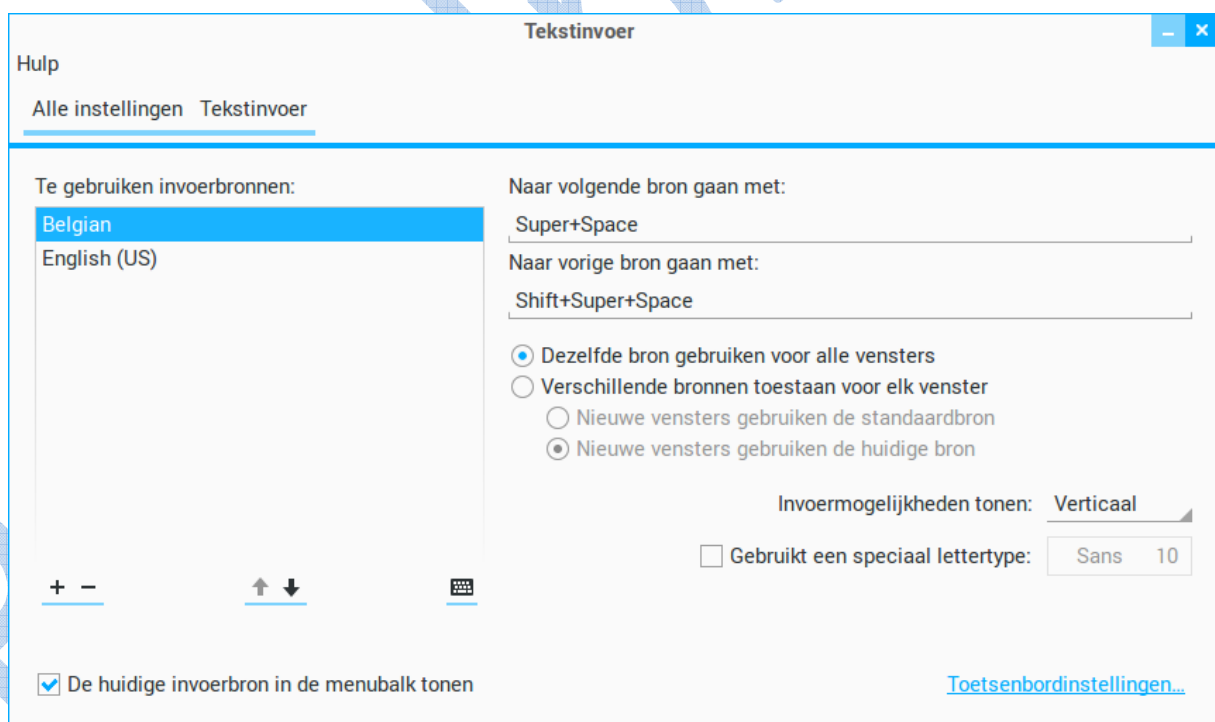 Tekstinvoer
Hulp
Alle instellingen Tekstinvoer
Te gebruiken invoerbronnen:
Belgian
English (US)
Naar volgende bron gaan met:
Super+Space
Naar vorige bron gaan met:
Shift+Super+Space
Dezelfde bron gebruiken voor alle vensters
Verschillende bronnen toestaan voor elk venster
Nieuwe vensters gebruiken de standaardbron
Nieuwe vensters gebruiken de huidige bron
Invoermogelijkheden tonen: Verticaal
Gebruikt een speciaal lettertype: Sans 10
De huidige invoerbron in de menubalk tonen
Toetsenbordinstellingen...